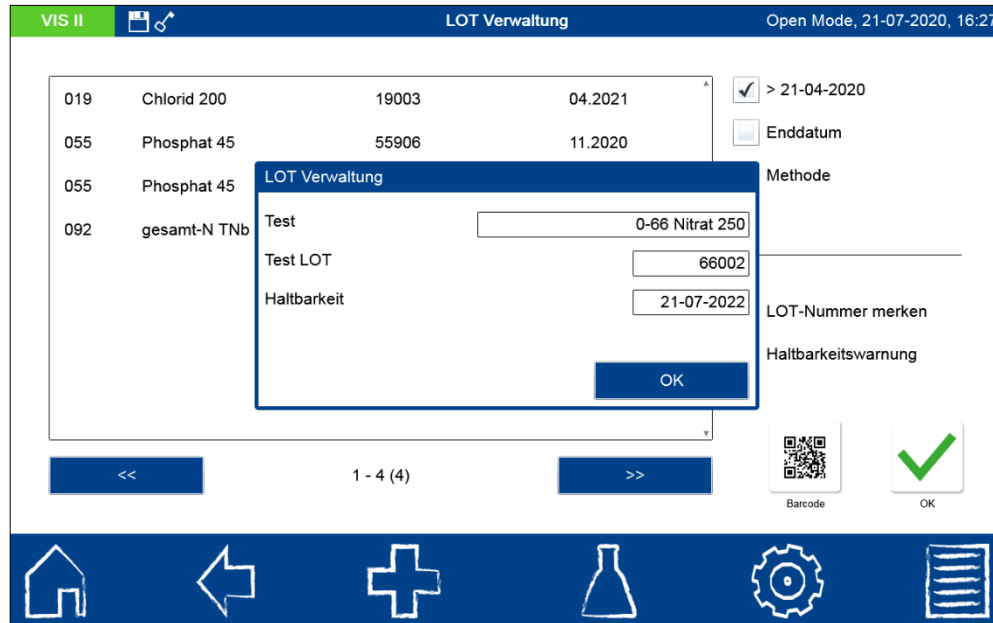 VIS II LOT Verwaltung Open Mode, 21-07-2020, 16:27
019 Chlorid 200 19003 04.2021
055 Phosphat 45 55906 11.2020
055 Phosphat 45
092 gesamt-N TNb
> 21-04-2020
Enddatum
Methode
LOT-Nummer merken
Haltbarkeitswarnung
LOT Verwaltung
Test 0-66 Nitrat 250
Test LOT 66002
Haltbarkeit 21-07-2022
OK
<< 1 - 4 (4) >>
Barcode OK